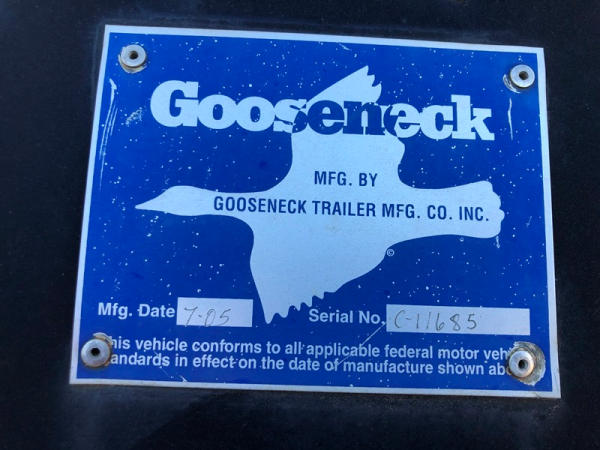 Gooseneck
MFG. BY
GOOSENECK TRAILER MFG. CO. INC.
©
Mfg. Date 7-05 Serial No. C-11685
his vehicle conforms to all applicable federal motor veh
andards in effect on the date of manufacture shown ab